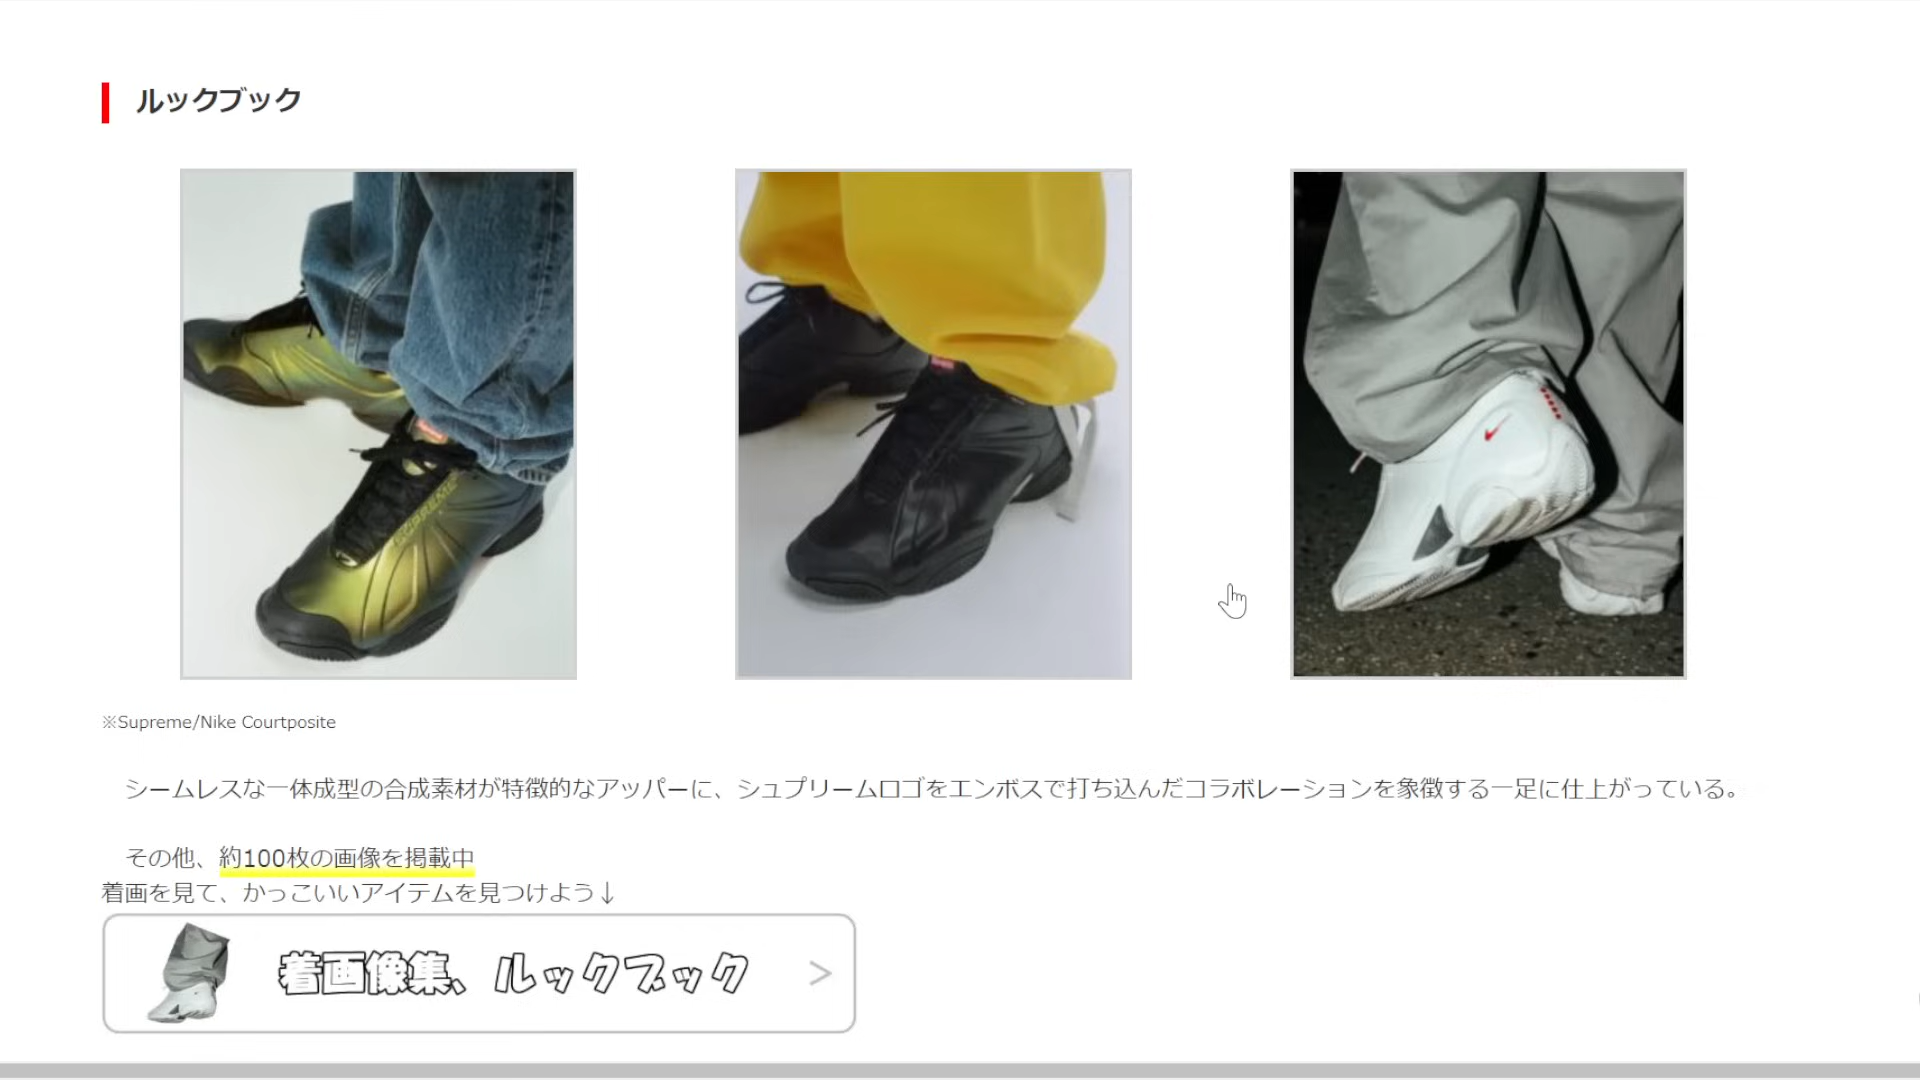 ルックブック
SUPREME
※Supreme/Nike Courtposite
シームレスな一体成型の合成素材が特徴的なアッパーに、シュプリームロゴをエンボスで打ち込んだコラボレーションを象徴する一足に仕上がっている。
その他、約100枚の画像を掲載中
着画を見て、かっこいいアイテムを見つけよう↓
着画像集、ルックブック >